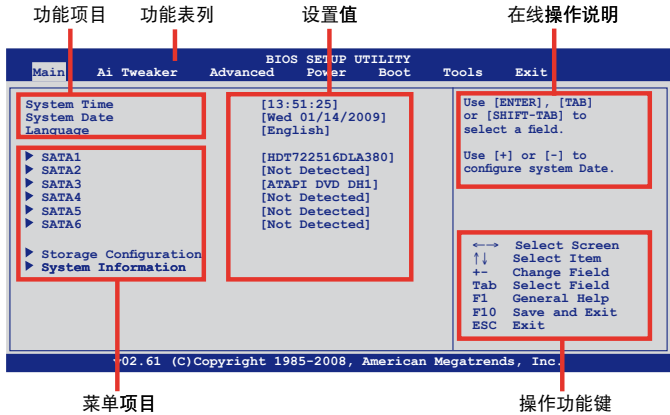 功能项目 功能表列 设置值 在线操作说明
BIOS SETUP UTILITY
Main Ai Tweaker Advanced Power Boot Tools Exit
System Time [13:51:25]
System Date [Wed 01/14/2009]
Language [English]
SATA1 [HDT722516DLA380]
SATA2 [Not Detected]
SATA3 [ATAPI DVD DH1]
SATA4 [Not Detected]
SATA5 [Not Detected]
SATA6 [Not Detected]
Storage Configuration
System Information
Use [ENTER], [TAB]
or [SHIFT-TAB] to
select a field.
Use [+] or [-] to
configure system Date.
←→ Select Screen
↑↓ Select Item
+- Change Field
Tab Select Field
F1 General Help
F10 Save and Exit
ESC Exit
v02.61 (C)Copyright 1985-2008, American Megatrends, Inc.
菜单项目 操作功能键